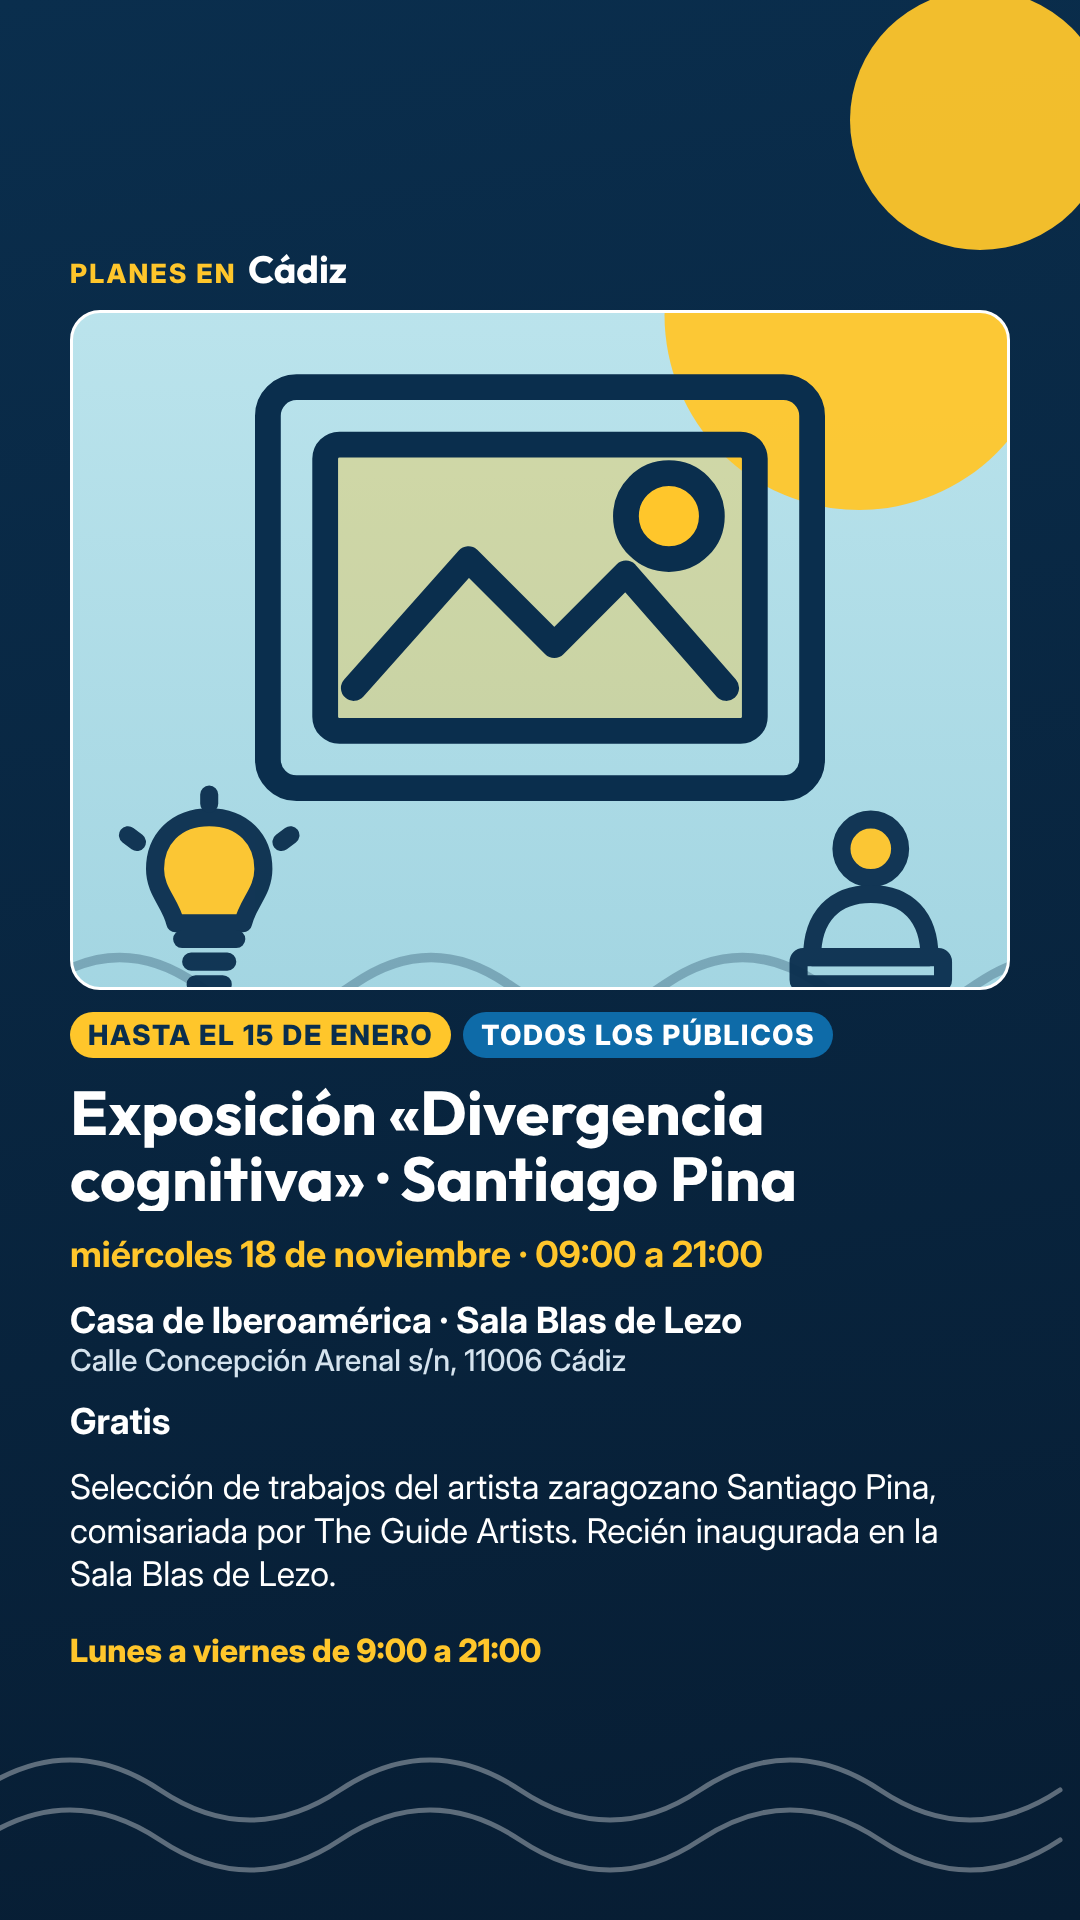 PLANES EN Cádiz
HASTA EL 15 DE ENERO
TODOS LOS PÚBLICOS
Exposición «Divergencia
cognitiva» · Santiago Pina
miércoles 18 de noviembre · 09:00 a 21:00
Casa de Iberoamérica · Sala Blas de Lezo
Calle Concepción Arenal s/n, 11006 Cádiz
Gratis
Selección de trabajos del artista zaragozano Santiago Pina,
comisariada por The Guide Artists. Recién inaugurada en la
Sala Blas de Lezo.
Lunes a viernes de 9:00 a 21:00